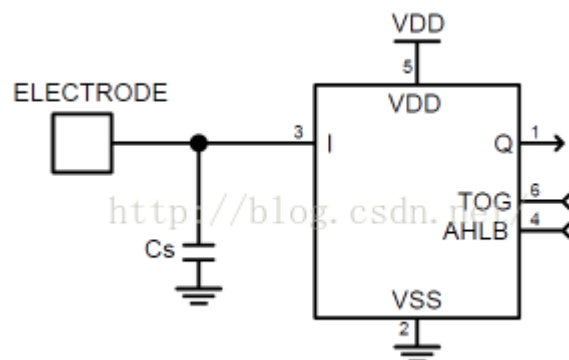 VDD
5
ELECTRODE
VDD
3
I
Q
1
TOG
6
http://blog.csdn.net/
AHLB
4
Cs
VSS
2